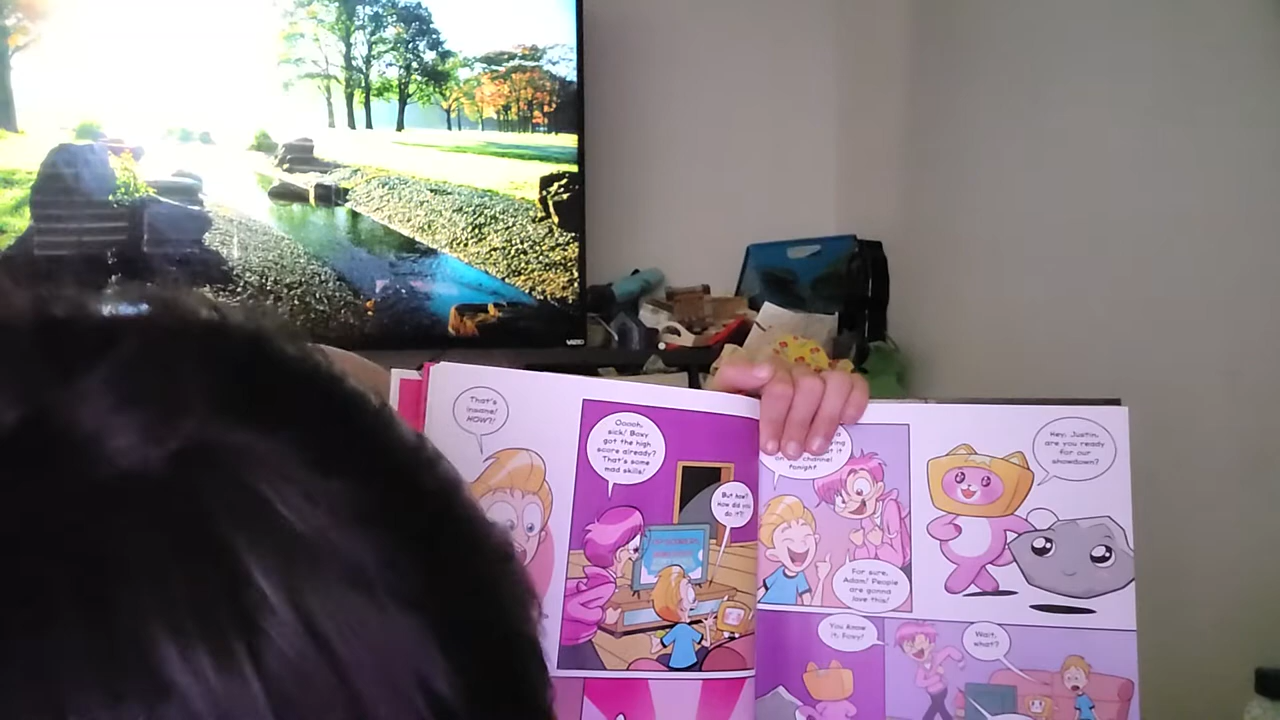 VIZIO
That's
insane!
HOW?!
Ooooh,
sick! Boxy
got the high
score already?
That's some
mad skills!
But how?
How did you
do it?!
channel
tonight
For sure,
Adam! People
are gonna
love this!
Hey, Justin,
are you ready
for our
showdown?
You know
it, Foxy!
Wait,
what?